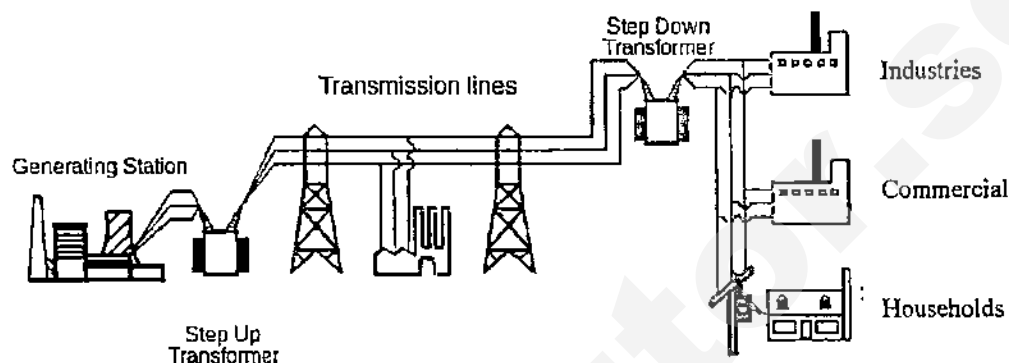 Step Down
Transformer
Industries
Transmission lines
Generating Station
Commercial
Households
Step Up
Transformer